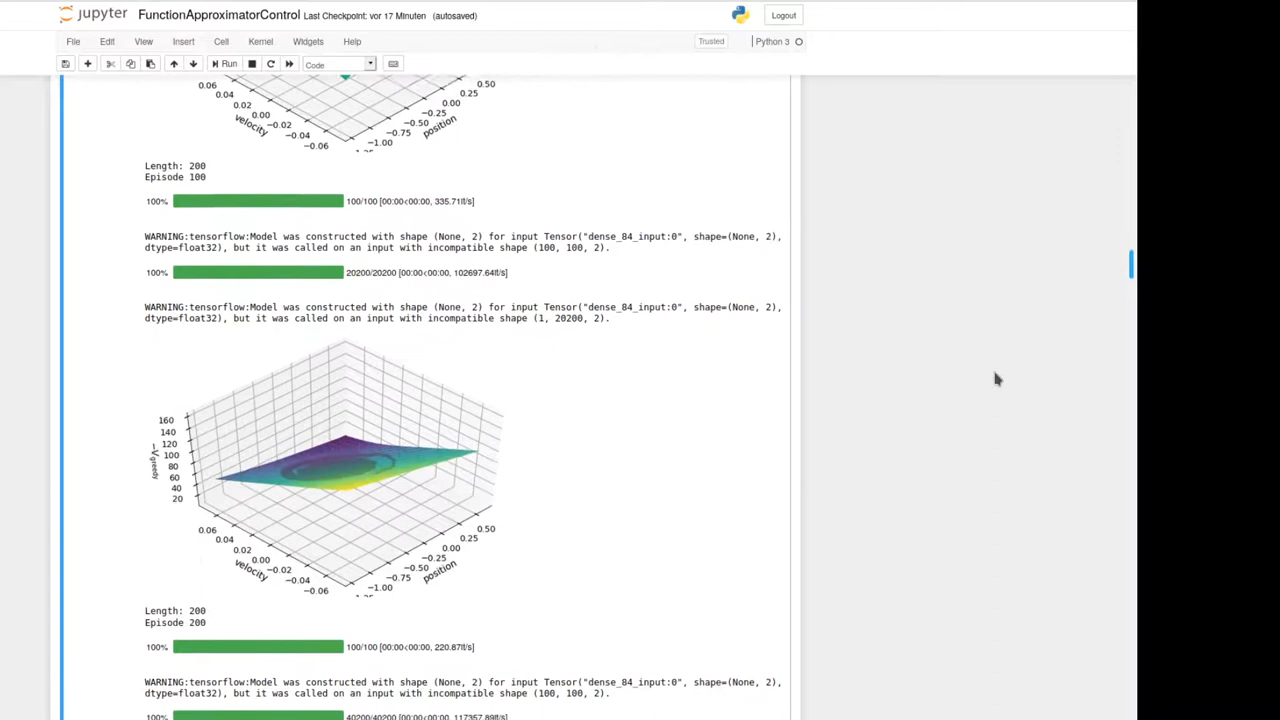 jupyter FunctionApproximatorControl Last Checkpoint: vor 17 Minuten (autosaved) Logout
File Edit View Insert Cell Kernel Widgets Help Trusted Python 3
Run Code
0.06 0.04 0.02 0.00 −0.02 −0.04 −0.06
velocity
0.50 0.25 0.00 −0.25 −0.50 −0.75 −1.00
position
Length: 200
Episode 100
100% 100/100 [00:00<00:00, 335.71it/s]
WARNING:tensorflow:Model was constructed with shape (None, 2) for input Tensor("dense_84_input:0", shape=(None, 2),
dtype=float32), but it was called on an input with incompatible shape (100, 100, 2).
100% 20200/20200 [00:00<00:00, 102697.64it/s]
WARNING:tensorflow:Model was constructed with shape (None, 2) for input Tensor("dense_84_input:0", shape=(None, 2),
dtype=float32), but it was called on an input with incompatible shape (1, 20200, 2).
160
140
120
100
80
60
40
20
−Vgreedy
0.06 0.04 0.02 0.00 −0.02 −0.04 −0.06
velocity
0.50 0.25 0.00 −0.25 −0.50 −0.75 −1.00
position
Length: 200
Episode 200
100% 100/100 [00:00<00:00, 220.87it/s]
WARNING:tensorflow:Model was constructed with shape (None, 2) for input Tensor("dense_84_input:0", shape=(None, 2),
dtype=float32), but it was called on an input with incompatible shape (100, 100, 2).
100% 40200/40200 [00:00<00:00, 117357.89it/s]